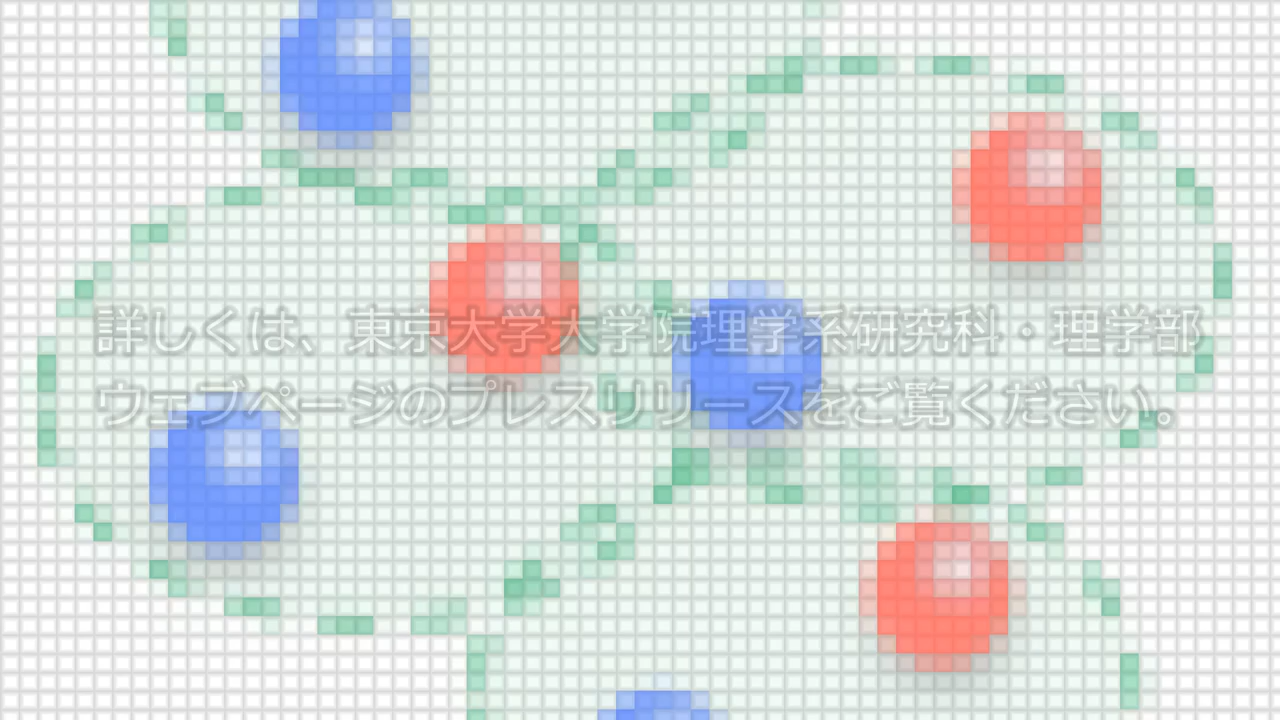 詳しくは、東京大学大学院理学系研究科・理学部
ウェブページのプレスリリースをご覧ください。